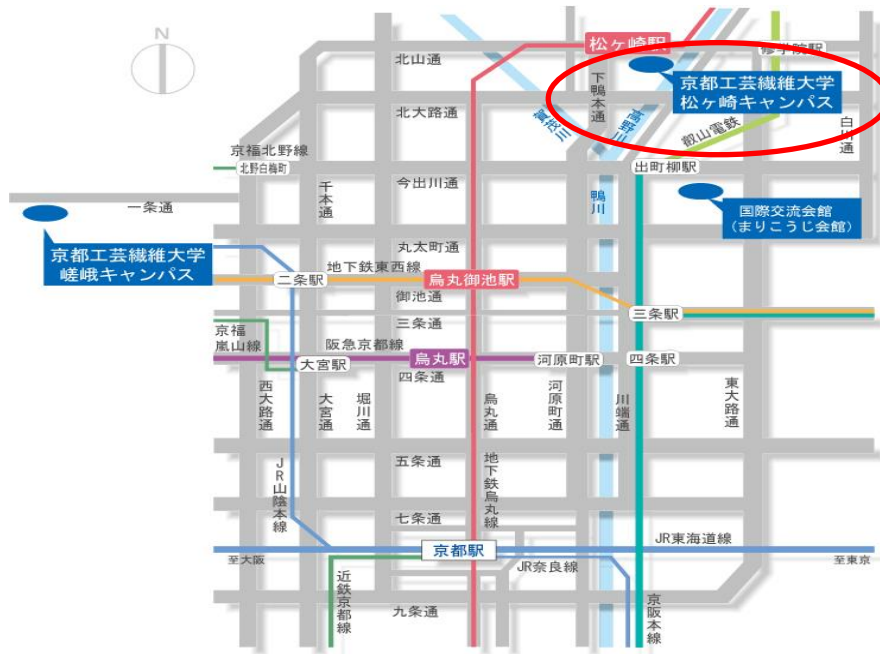 N
松ヶ崎駅
修学院駅
北山通
下鴨本通
京都工芸繊維大学
松ヶ崎キャンパス
北大路通
賀茂川
高野川
叡山電鉄
白川通
京福北野線
北野白梅町
千本通
今出川通
出町柳駅
鴨川
一条通
国際交流会館
(まりこうじ会館)
京都工芸繊維大学
嵯峨キャンパス
丸太町通
地下鉄東西線
二条駅
烏丸御池駅
御池通
三条通
三条駅
京福
嵐山線
阪急京都線
大宮駅
烏丸駅
河原町駅
四条駅
四条通
西大路通
大宮通
堀川通
烏丸通
河原町通
川端通
東大路通
五条通
JR山陰本線
地下鉄烏丸線
七条通
京都駅
JR東海道線
至大阪
至東京
JR奈良線
近鉄京都線
九条通
京阪本線